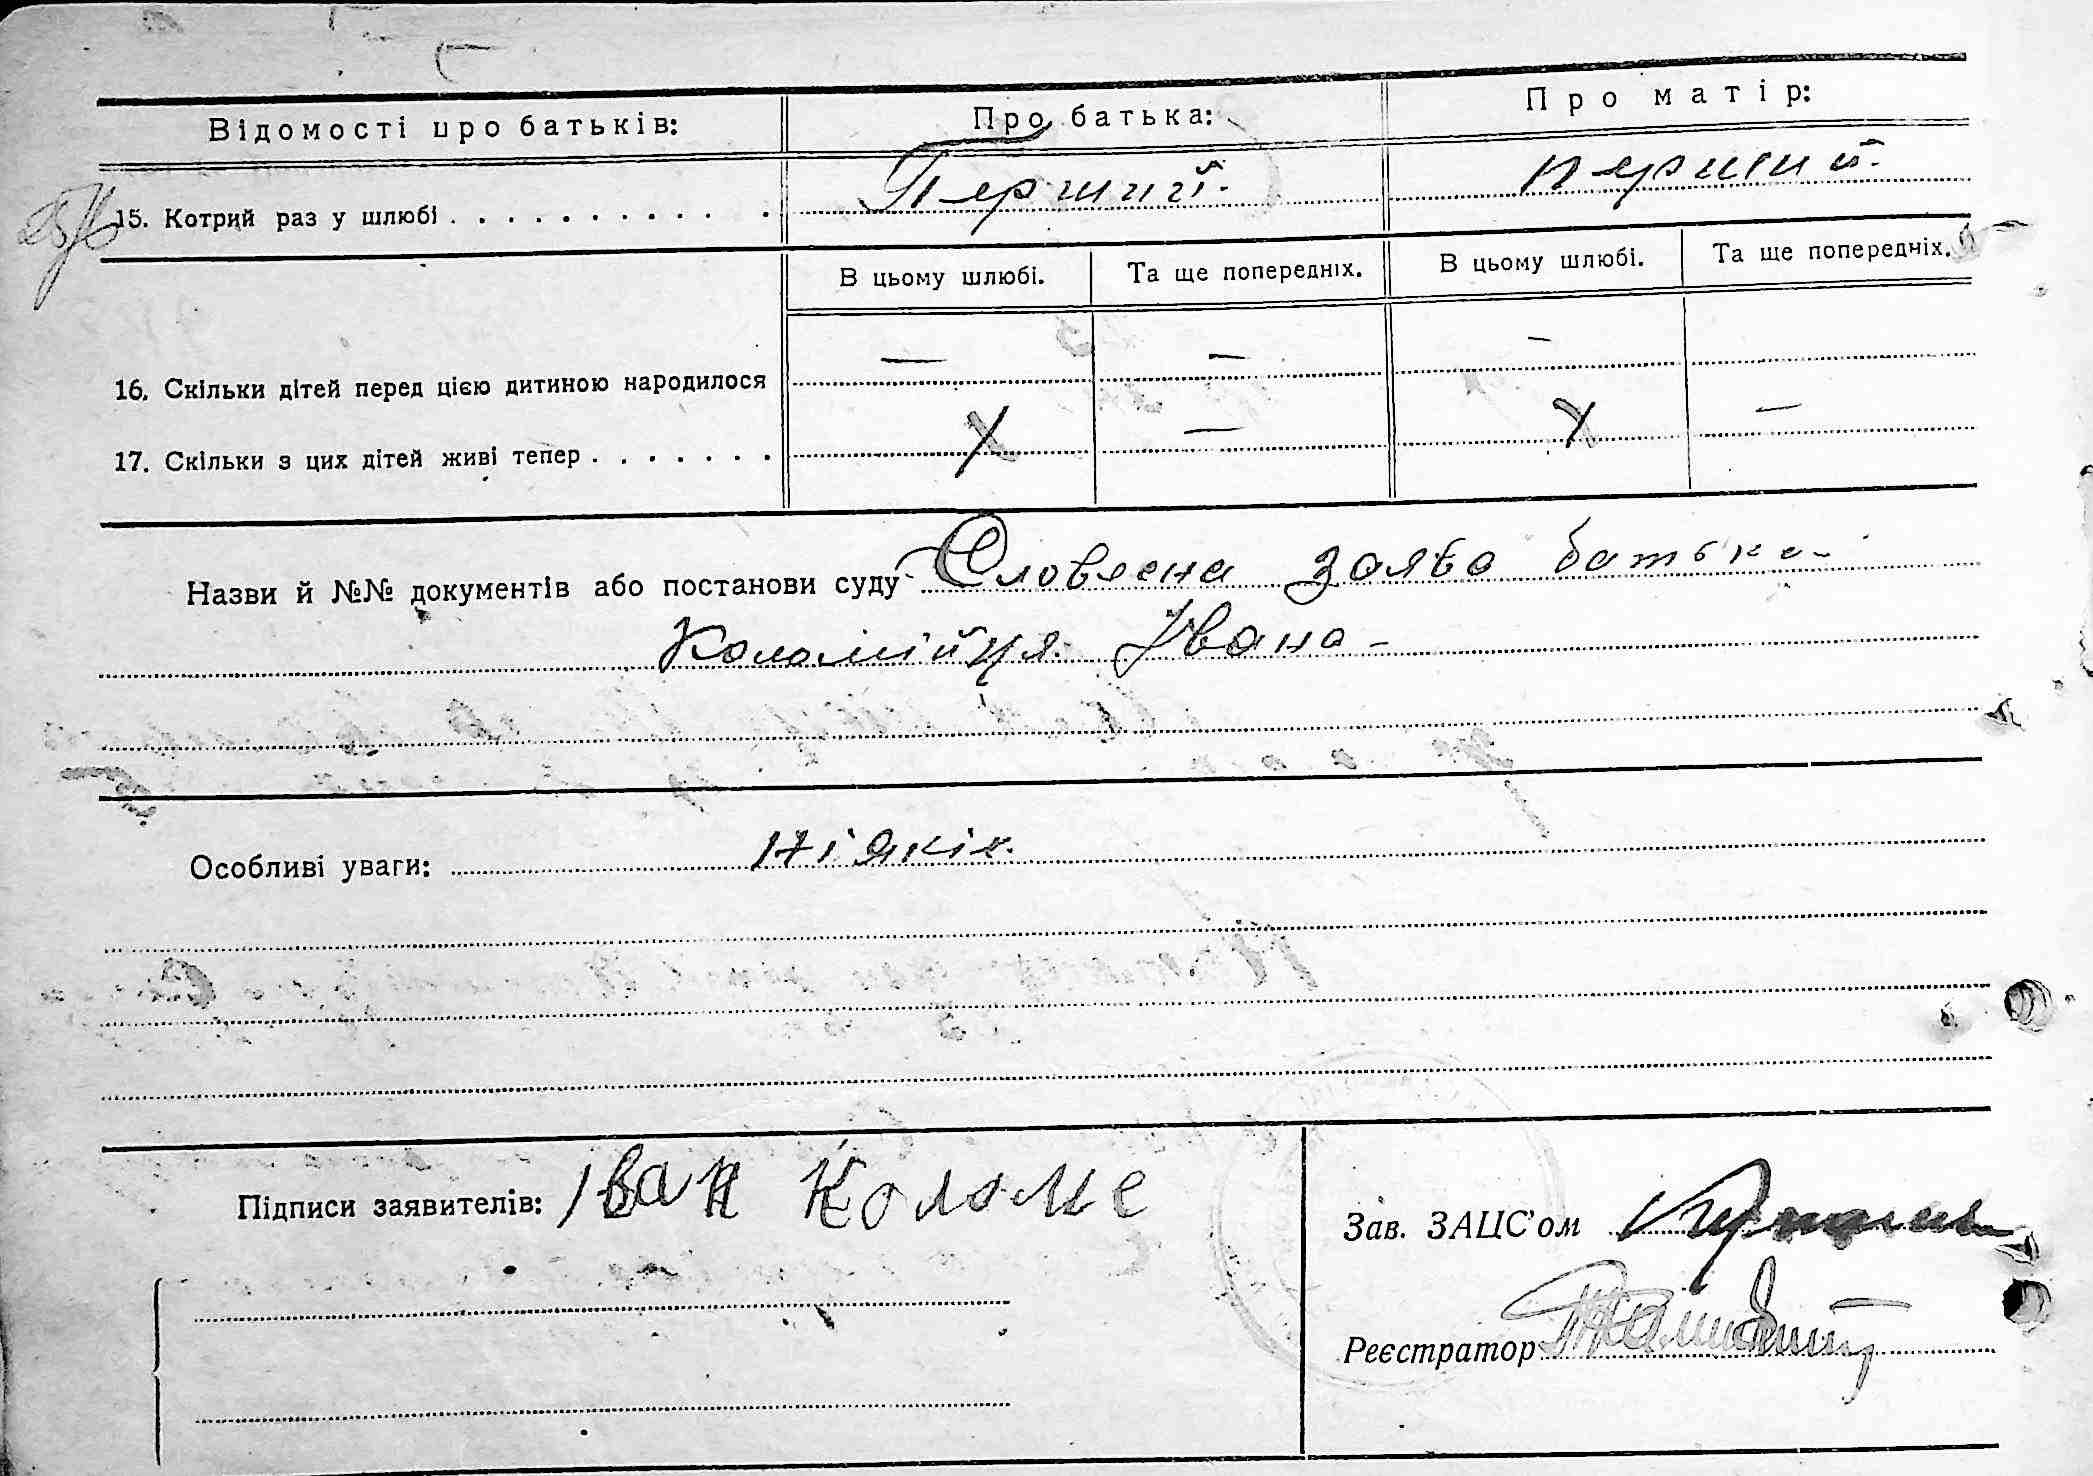 Відомості про батьків: Про батька: Про матір:
15. Котрий раз у шлюбі . . . . . . . . . . . . Перший. перший.
В цьому шлюбі. Та ще попередніх. В цьому шлюбі. Та ще попередніх.
16. Скільки дітей перед цією дитиною народилося — — —
17. Скільки з цих дітей живі тепер . . . . . . . X — X —
Назви й №№ документів або постанови суду Словесна заява батька
Коломійця Івана
Особливі уваги: Ніяких.
Підписи заявителів: Іван Коломе
Зав. ЗАЦС'ом
Реєстратор